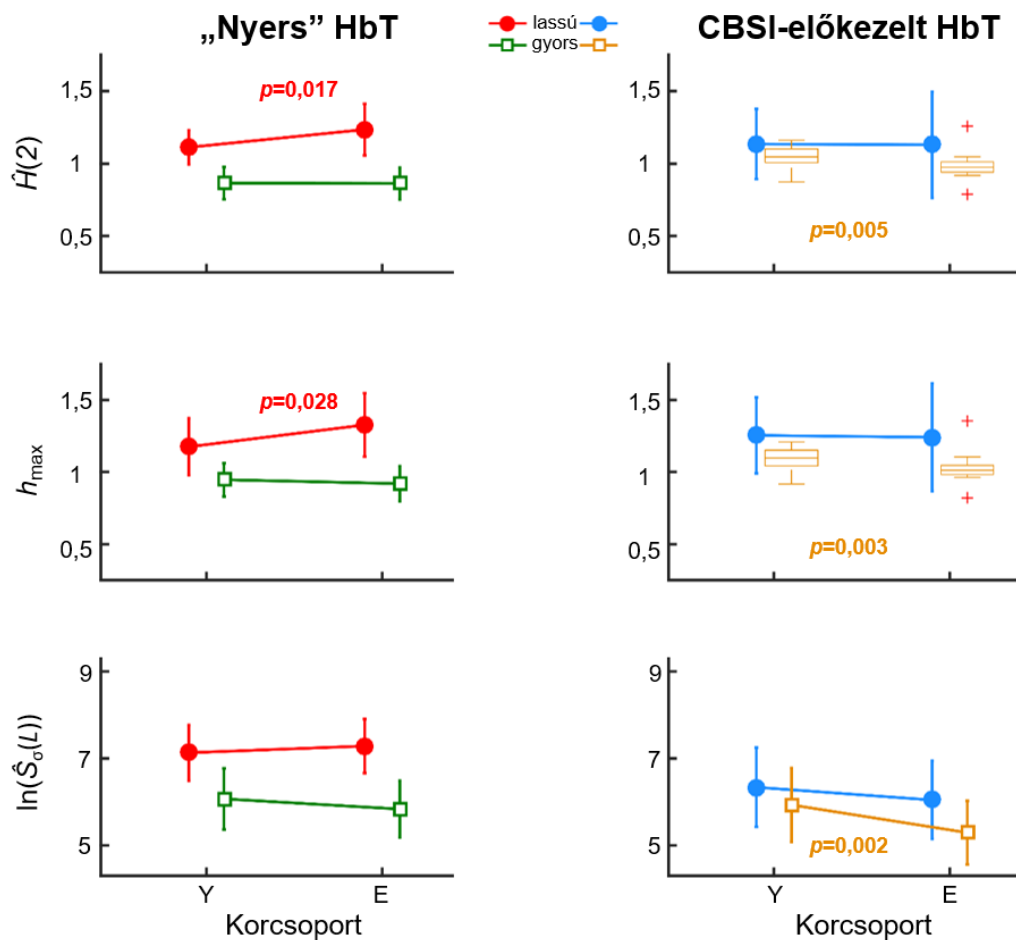 „Nyers” HbT
lassú
gyors
CBSI-előkezelt HbT
Ĥ(2)
1,5
1
0,5
p=0,017
1,5
1
0,5
p=0,005
h_max
1,5
1
0,5
p=0,028
1,5
1
0,5
p=0,003
ln(Ŝ_σ(L))
9
7
5
Y E
Korcsoport
9
7
5
p=0,002
Y E
Korcsoport